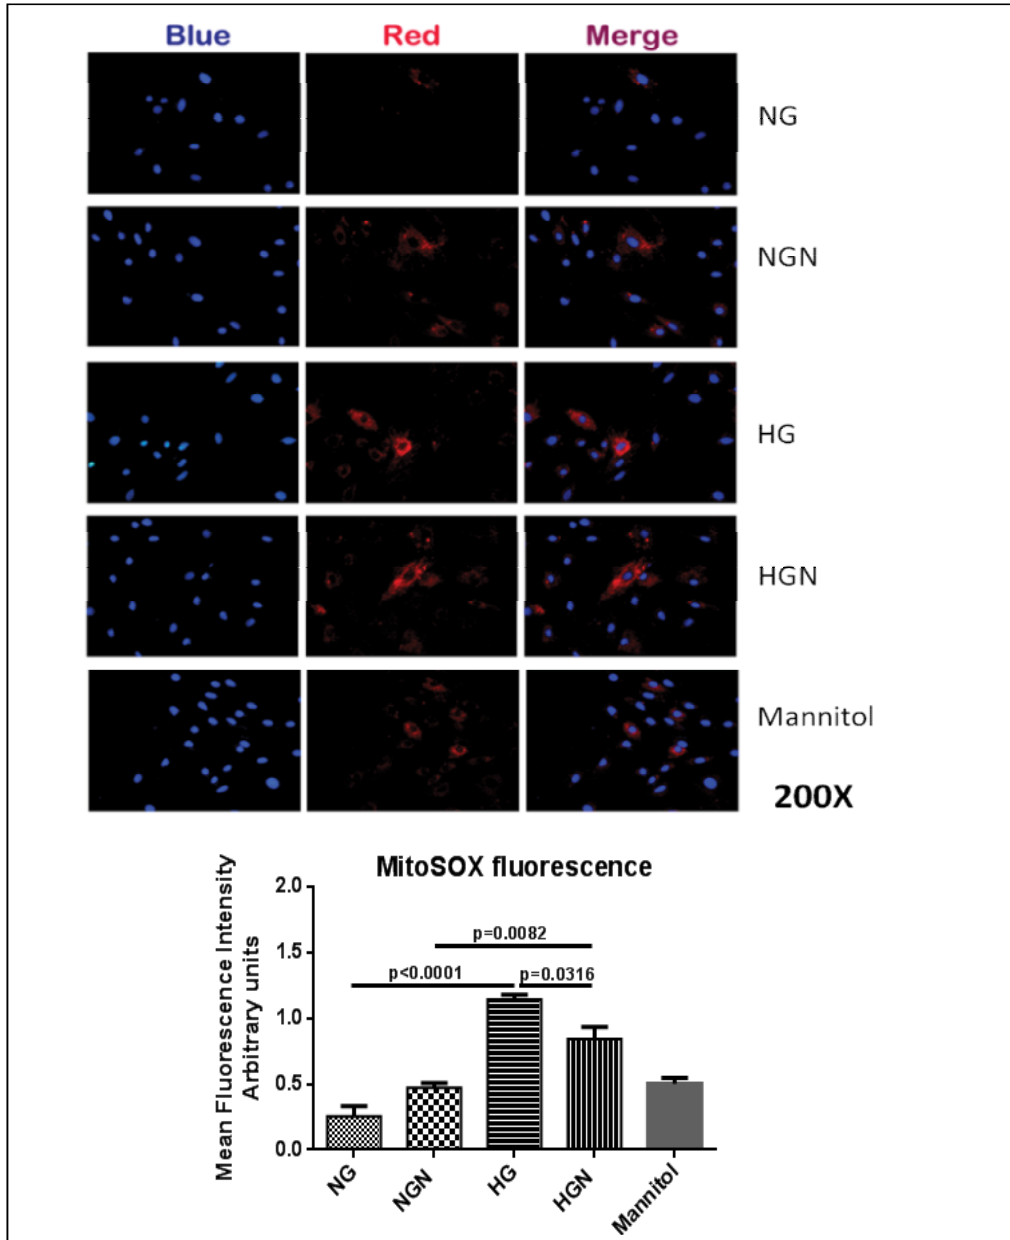 Blue Red Merge
NG
NGN
HG
HGN
Mannitol
200X
MitoSOX fluorescence
Mean Fluorescence Intensity
Arbitrary units
2.0
1.5
1.0
0.5
0.0
p=0.0082
p<0.0001
p=0.0316
NG
NGN
HG
HGN
Mannitol